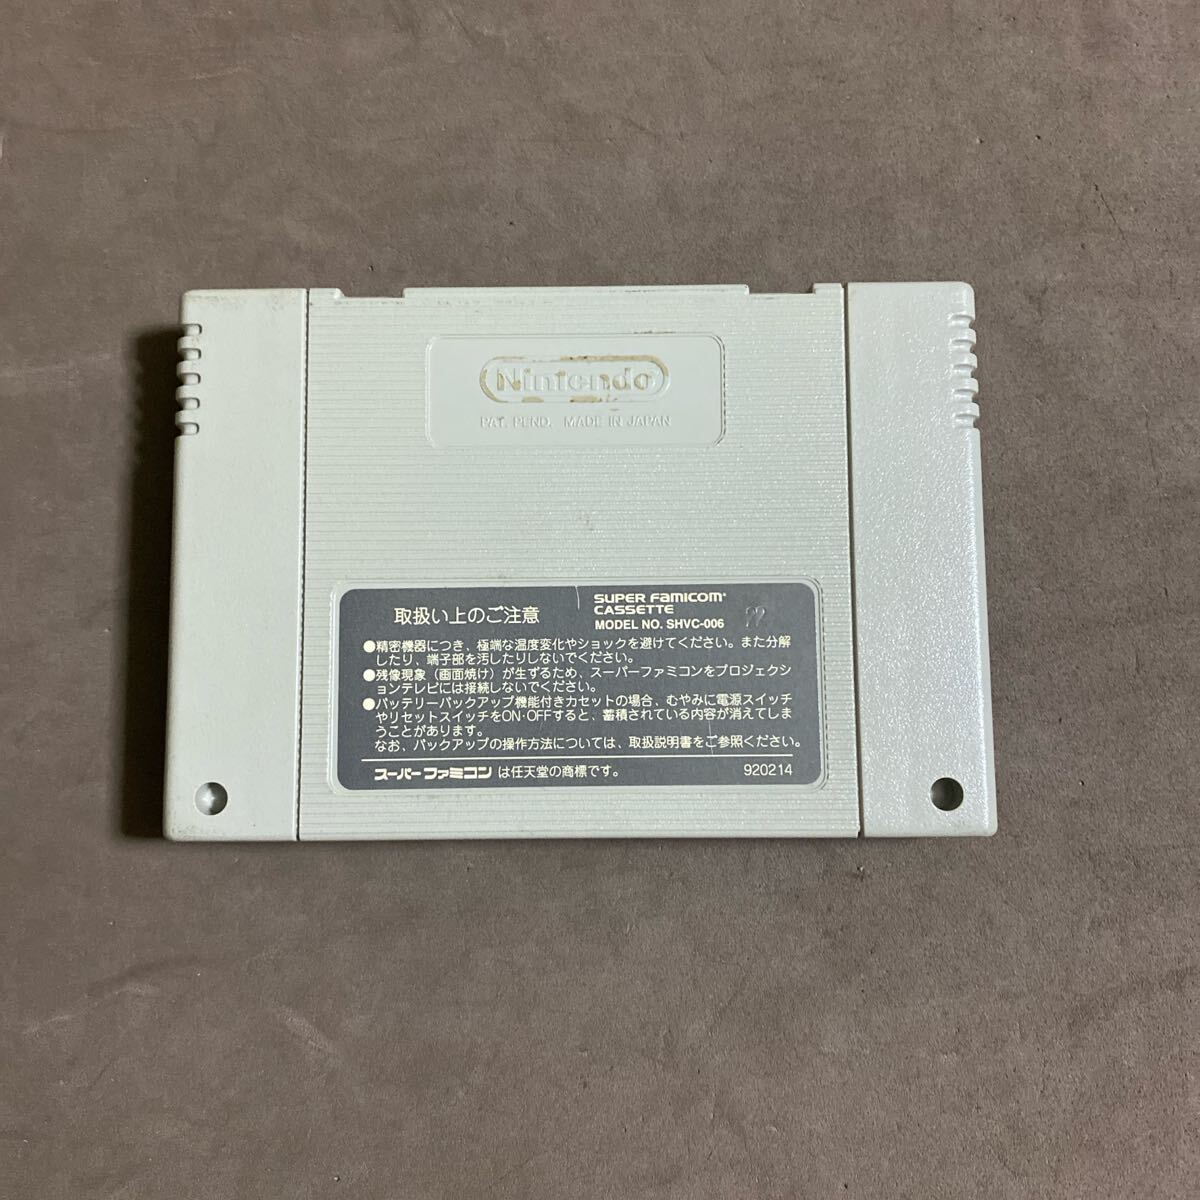 Nintendo
PAT. PEND. MADE IN JAPAN
取扱い上のご注意
SUPER FAMICOM
CASSETTE
MODEL NO. SHVC-006
22
●精密機器につき、極端な温度変化やショックを避けてください。また分解
したり、端子部を汚したりしないでください。
●残像現象（画面焼け）が生ずるため、スーパーファミコンをプロジェクシ
ョンテレビには接続しないでください。
●バッテリーバックアップ機能付きカセットの場合、むやみに電源スイッチ
やリセットスイッチをON・OFFすると、蓄積されている内容が消えてしま
うことがあります。
なお、バックアップの操作方法については、取扱説明書をご参照ください。
スーパーファミコン は任天堂の商標です。
920214